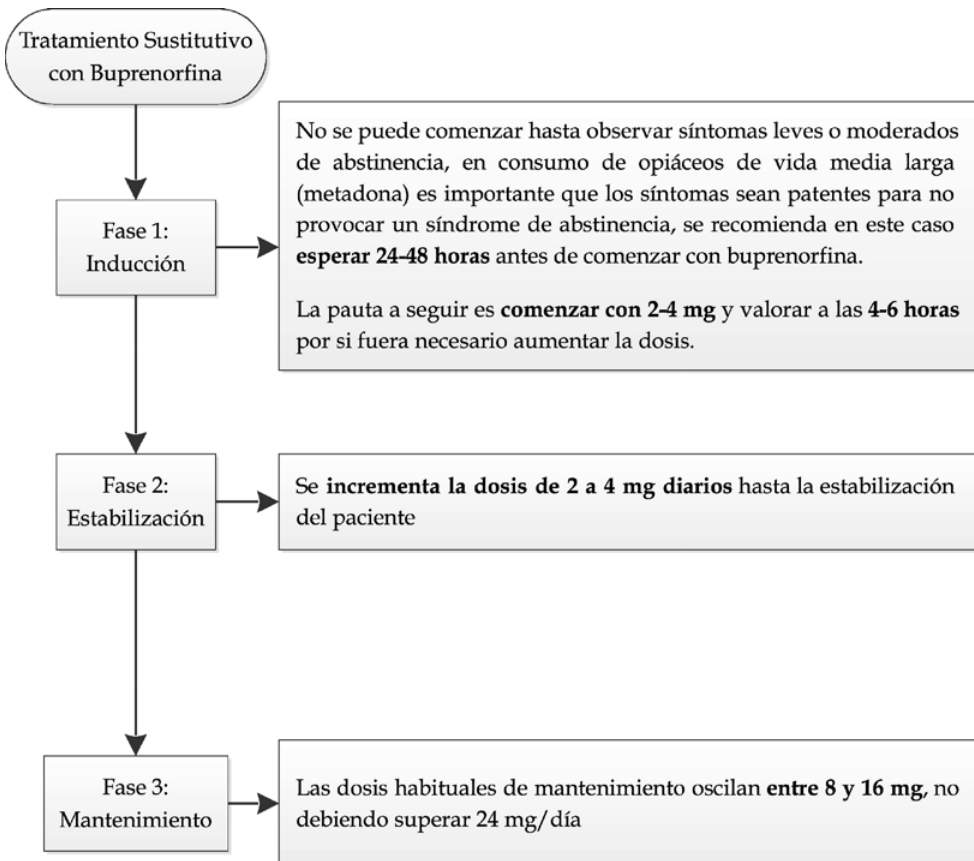 Tratamiento Sustitutivo
con Buprenorfina
Fase 1:
Inducción
No se puede comenzar hasta observar síntomas leves o moderados
de abstinencia, en consumo de opiáceos de vida media larga
(metadona) es importante que los síntomas sean patentes para no
provocar un síndrome de abstinencia, se recomienda en este caso
esperar 24-48 horas antes de comenzar con buprenorfina.
La pauta a seguir es comenzar con 2-4 mg y valorar a las 4-6 horas
por si fuera necesario aumentar la dosis.
Fase 2:
Estabilización
Se incrementa la dosis de 2 a 4 mg diarios hasta la estabilización
del paciente
Fase 3:
Mantenimiento
Las dosis habituales de mantenimiento oscilan entre 8 y 16 mg, no
debiendo superar 24 mg/día